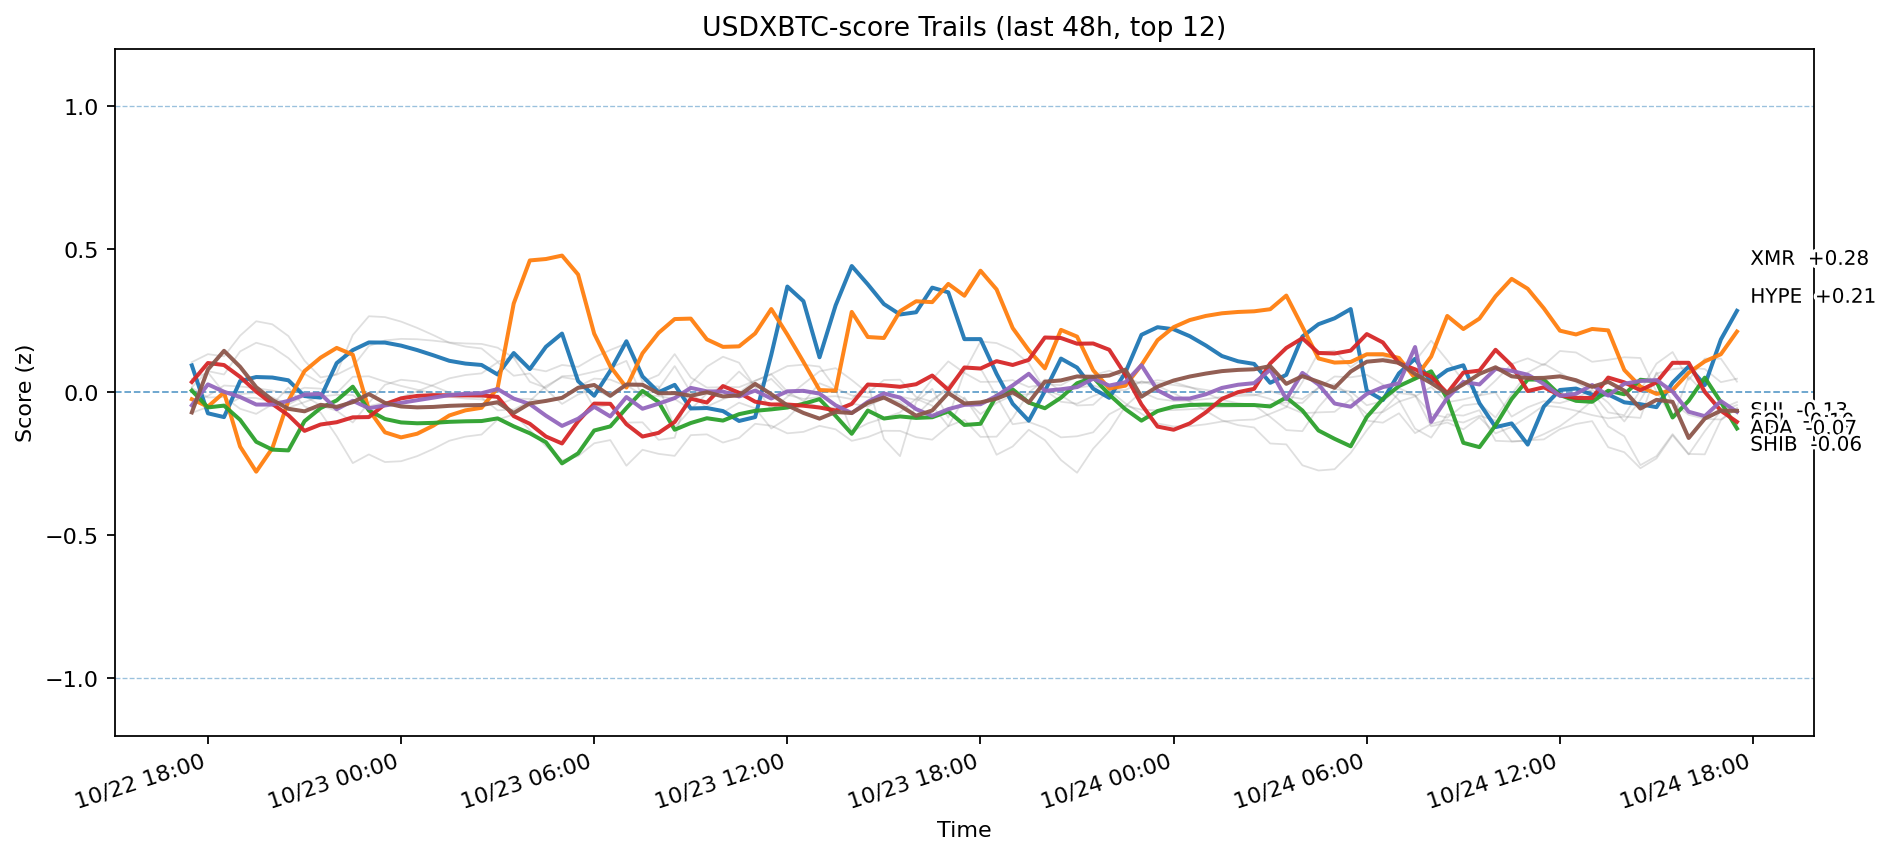 USDXBTC-score Trails (last 48h, top 12)
Score (z)
1.0
0.5
0.0
−0.5
−1.0
XMR +0.28
HYPE +0.21
SUI -0.13
ADA -0.07
SHIB -0.06
10/22 18:00
10/23 00:00
10/23 06:00
10/23 12:00
10/23 18:00
10/24 00:00
10/24 06:00
10/24 12:00
10/24 18:00
Time